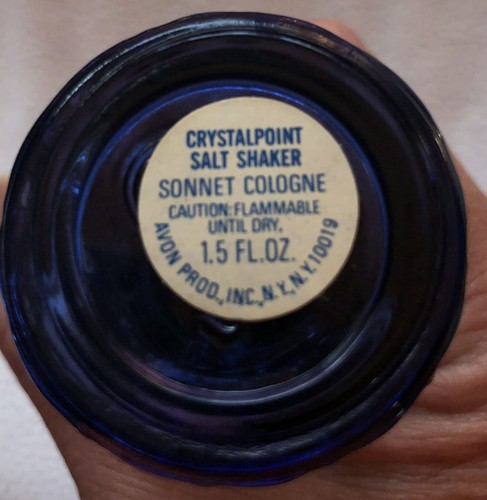 CRYSTALPOINT
SALT SHAKER
SONNET COLOGNE
CAUTION:FLAMMABLE
UNTIL DRY.
1.5 FL.OZ.
AVON PROD., INC., N.Y., N.Y. 10019